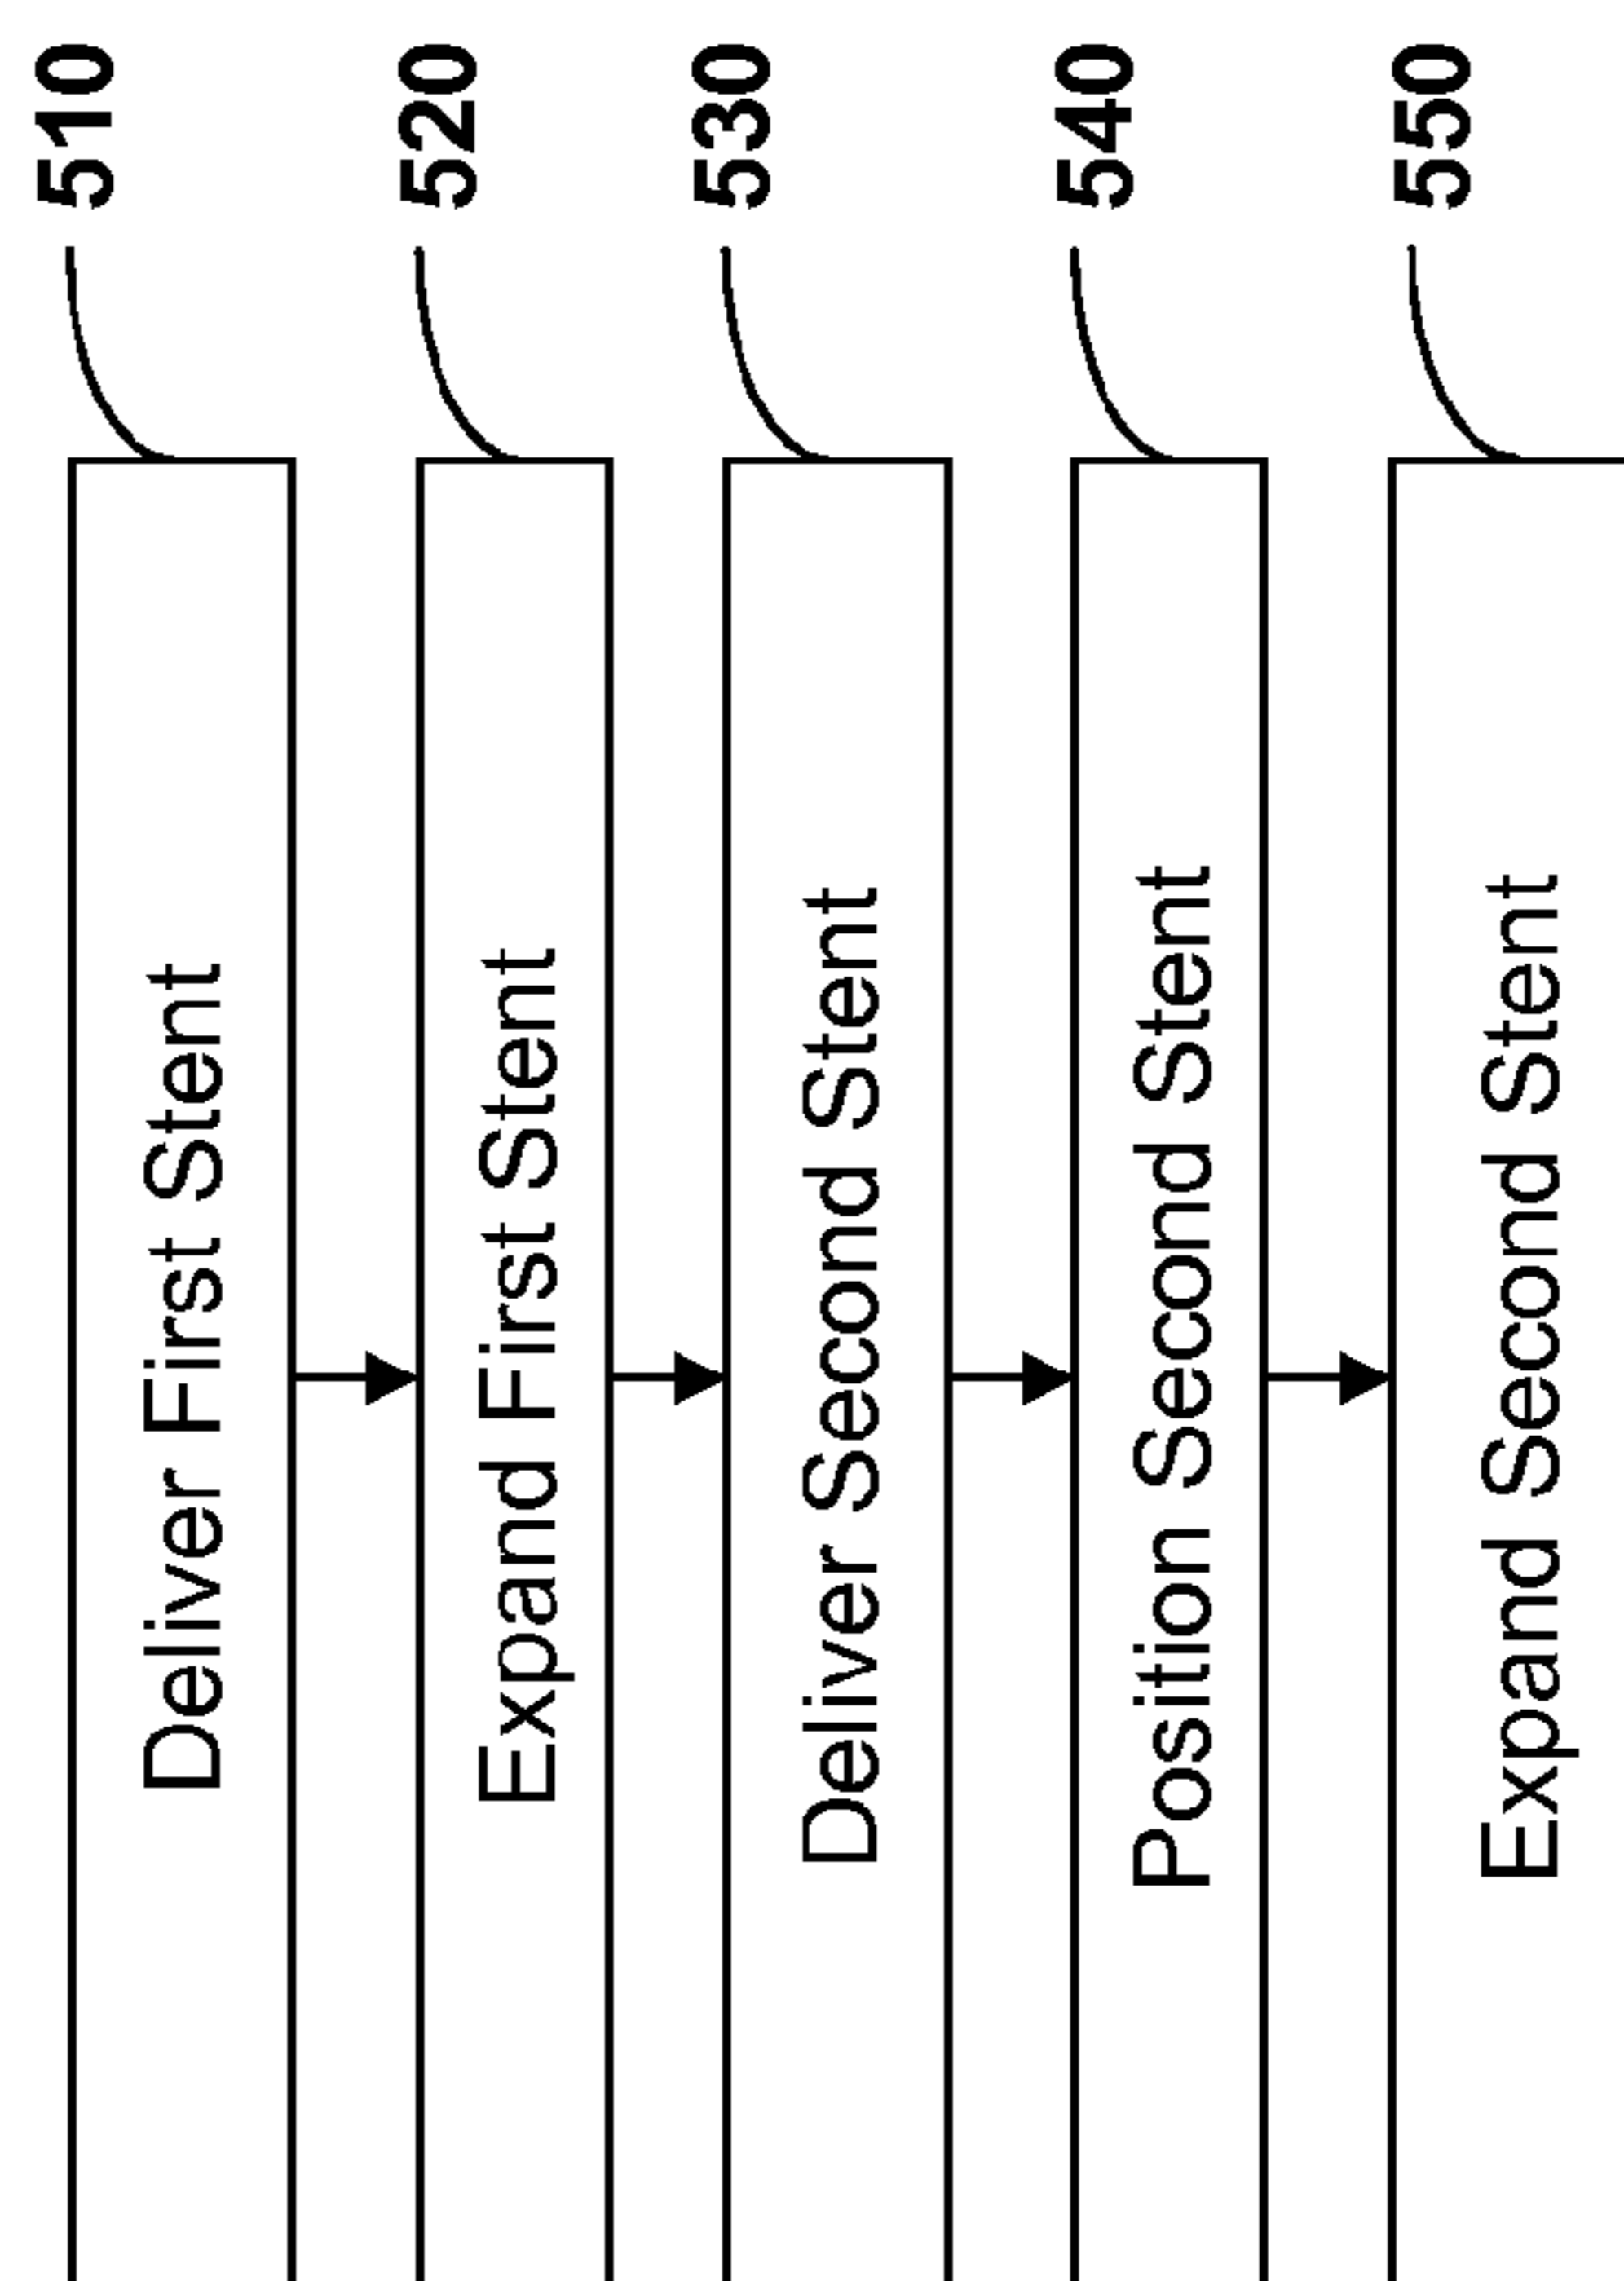 Deliver First Stent 510
Expand First Stent 520
Deliver Second Stent 530
Position Second Stent 540
Expand Second Stent 550